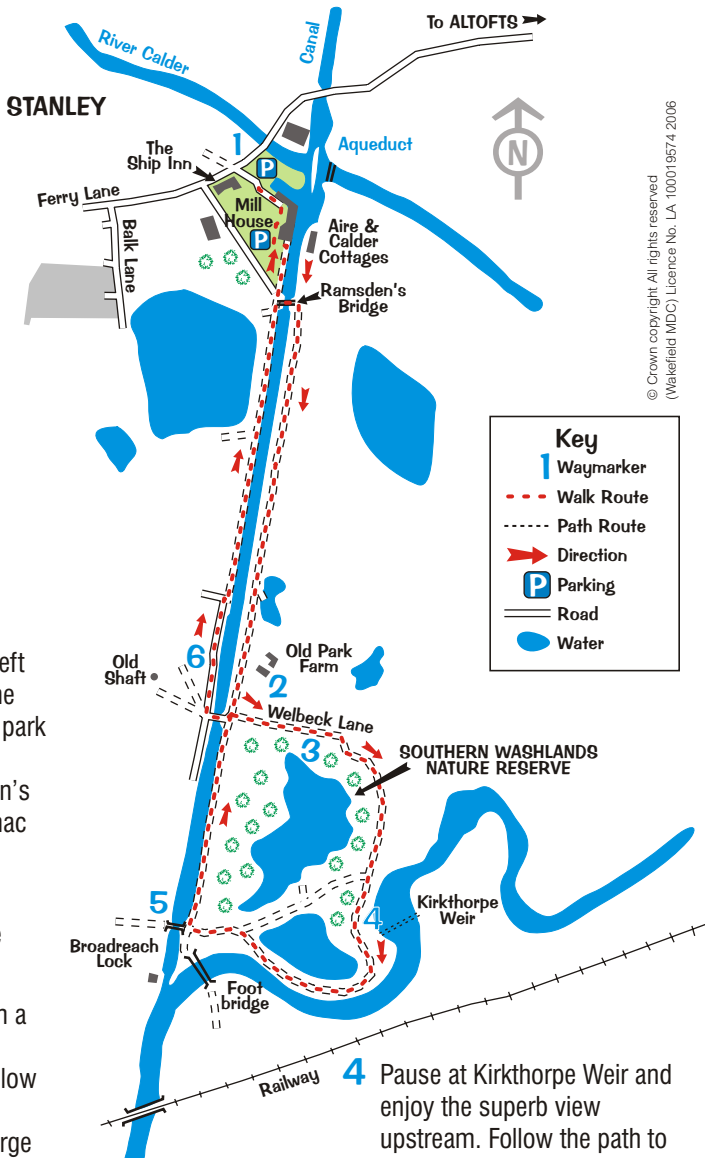 To ALTOFTS
River Calder
Canal
STANLEY
The
Ship Inn
1
P
Aqueduct
N
Ferry Lane
Mill
House
P
Balk Lane
Aire &
Calder
Cottages
Ramsden's
Bridge
© Crown copyright All rights reserved
(Wakefield MDC) Licence No. LA 100019574 2006
Key
1 Waymarker
Walk Route
Path Route
Direction
P Parking
Road
Water
6
Old
Shaft
Old Park
Farm
2
Welbeck Lane
3
SOUTHERN WASHLANDS
NATURE RESERVE
5
4
Kirkthorpe
Weir
Broadreach
Lock
Foot
bridge
Railway
eft
park
low
4 Pause at Kirkthorpe Weir and
enjoy the superb view
upstream. Follow the path to